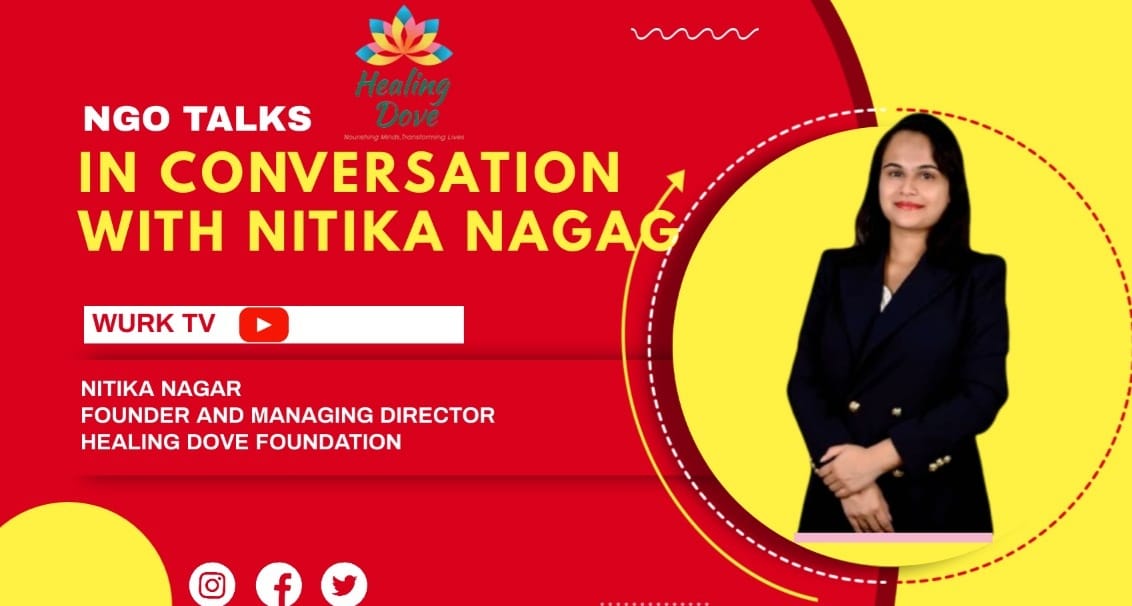 Healing
Dove
Nourishing Minds,Transforming Lives
NGO TALKS
IN CONVERSATION
WITH NITIKA NAGAG
WURK TV
NITIKA NAGAR
FOUNDER AND MANAGING DIRECTOR
HEALING DOVE FOUNDATION